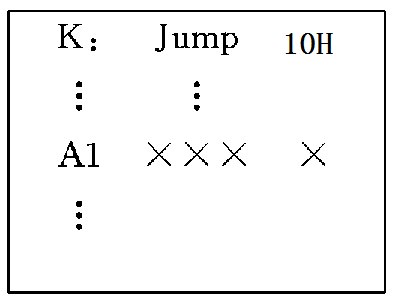 K： Jump 10H
⋮ ⋮
A1 ××× ×
⋮